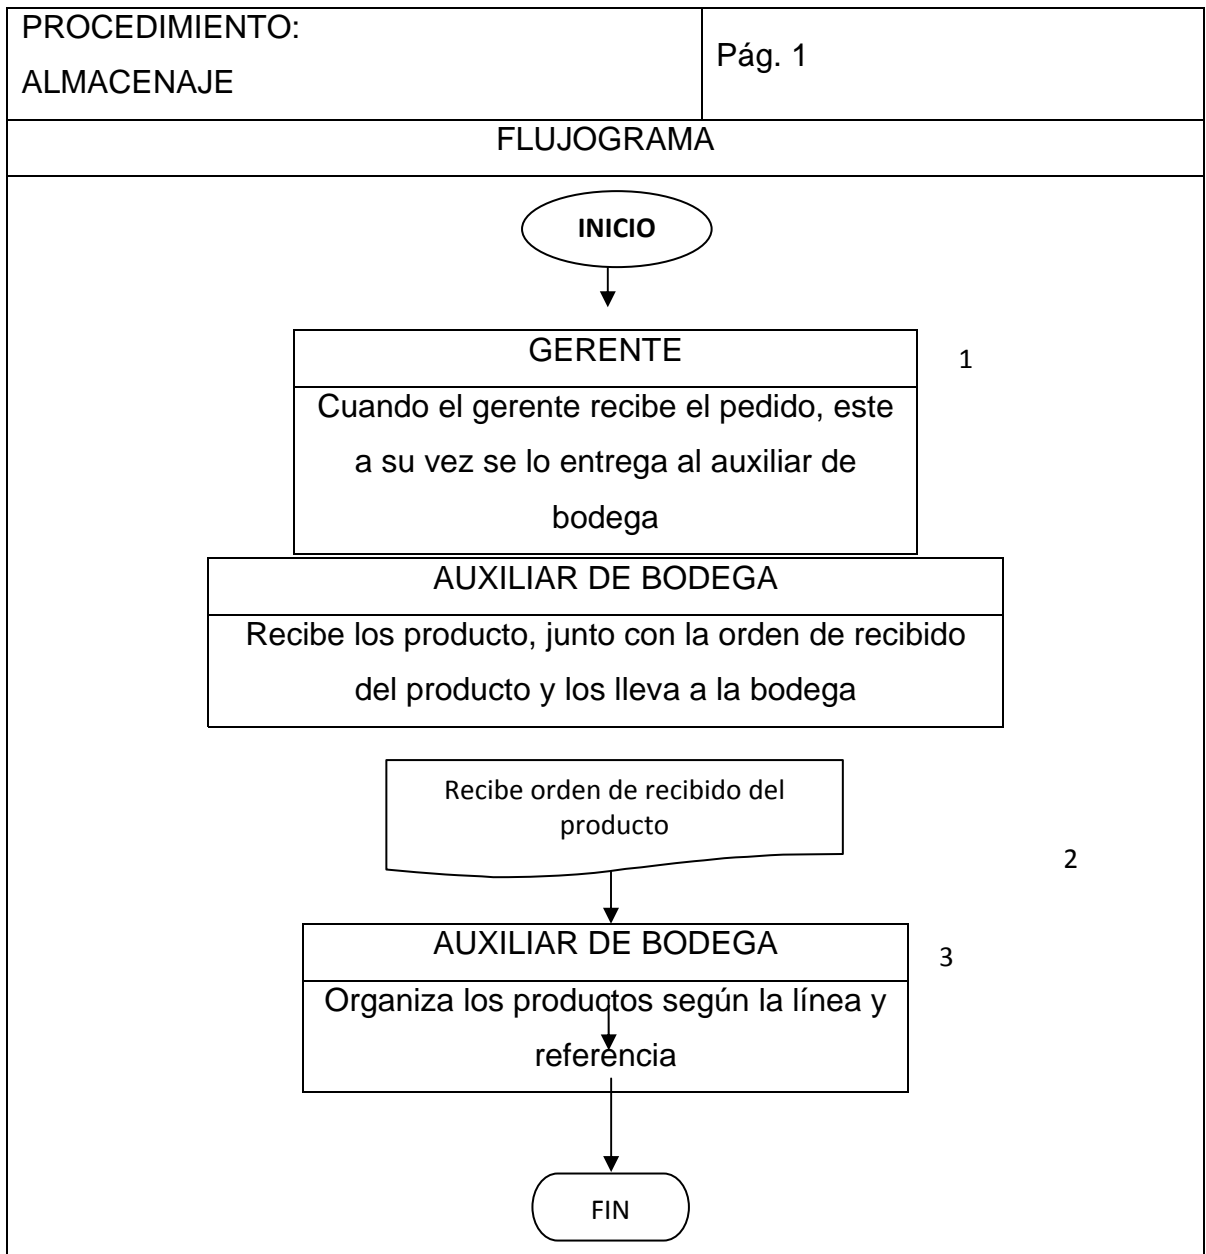 PROCEDIMIENTO:
ALMACENAJE
Pág. 1
FLUJOGRAMA
INICIO
GERENTE
1
Cuando el gerente recibe el pedido, este
a su vez se lo entrega al auxiliar de
bodega
AUXILIAR DE BODEGA
Recibe los producto, junto con la orden de recibido
del producto y los lleva a la bodega
Recibe orden de recibido del
producto
2
AUXILIAR DE BODEGA
3
Organiza los productos según la línea y
referencia
FIN